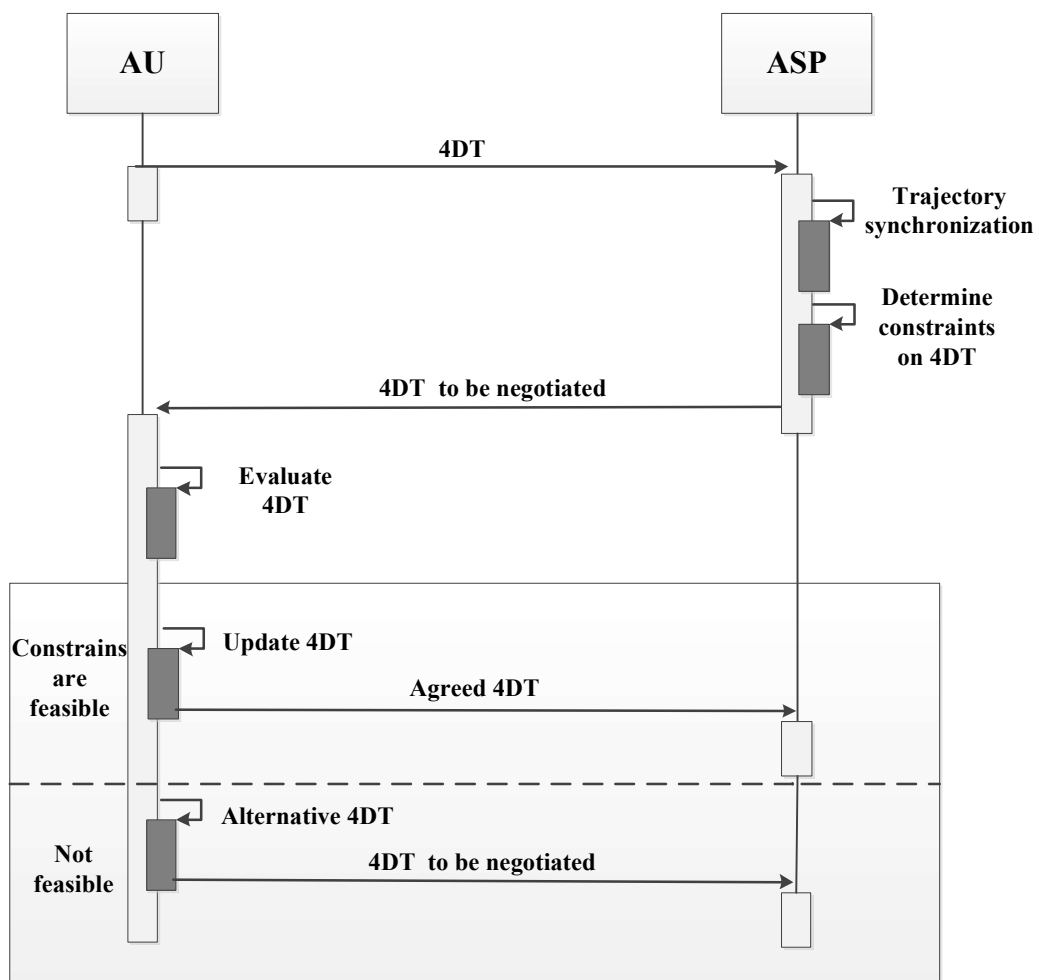 AU
ASP
4DT
Trajectory
synchronization
Determine
constraints
on 4DT
4DT to be negotiated
Evaluate
4DT
Constrains
are
feasible
Update 4DT
Agreed 4DT
Alternative 4DT
Not
feasible
4DT to be negotiated